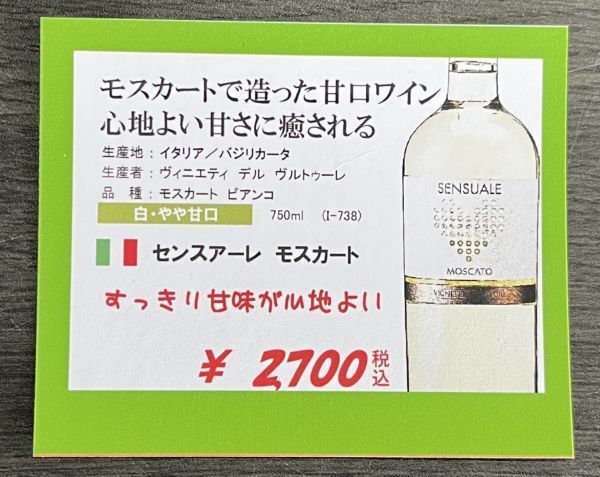 モスカートで造った甘口ワイン
心地よい甘さに癒される
生産地：イタリア／バジリカータ
生産者：ヴィニエティ デル ヴルトゥーレ
品　種：モスカート ビアンコ
白・やや甘口　750ml　(I-738)
センスアーレ モスカート
すっきり甘味が心地よい
¥ 2,700 税込
SENSUALE
MOSCATO